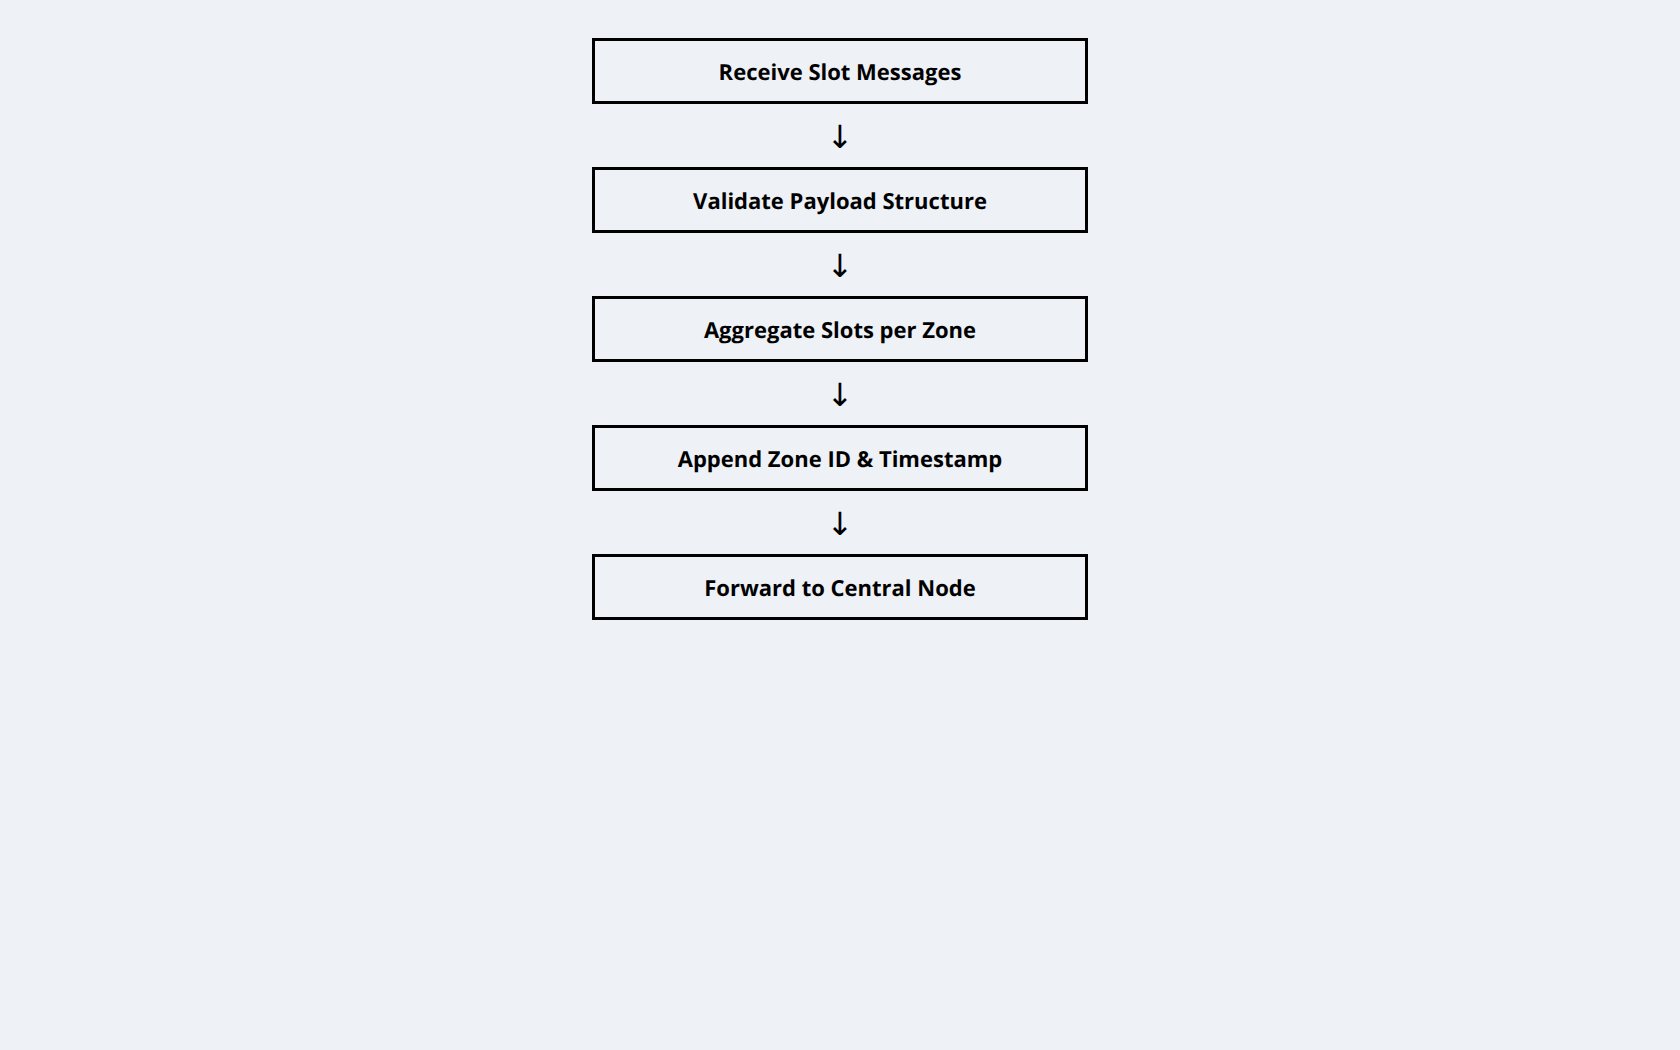 Receive Slot Messages
↓
Validate Payload Structure
↓
Aggregate Slots per Zone
↓
Append Zone ID & Timestamp
↓
Forward to Central Node